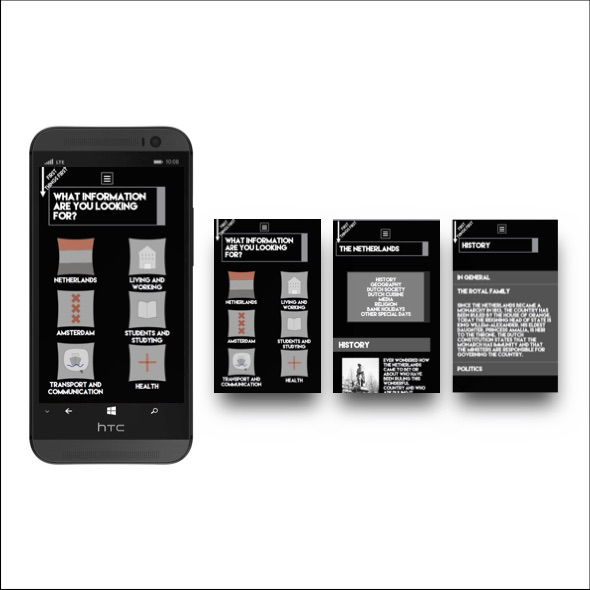 LTE
10:08
FIRST
THINGS FIRST
WHAT INFORMATION
ARE YOU LOOKING
FOR?
NETHERLANDS
LIVING AND
WORKING
AMSTERDAM
STUDENTS AND
STUDYING
TRANSPORT AND
COMMUNICATION
HEALTH
hTC
FIRST
THINGS FIRST
WHAT INFORMATION
ARE YOU LOOKING
FOR?
NETHERLANDS
LIVING AND
WORKING
AMSTERDAM
STUDENTS AND
STUDYING
TRANSPORT AND
COMMUNICATION
HEALTH
FIRST
THINGS FIRST
THE NETHERLANDS
HISTORY
GEOGRAPHY
DUTCH SOCIETY
DUTCH CUISINE
MEDIA
RELIGION
BANK HOLIDAYS
OTHER SPECIAL DAYS
HISTORY
EVER WONDERED HOW
THE NETHERLANDS
CAME TO BE? OR
ABOUT WHO HAVE
BEEN RULING THIS
WONDERFUL
COUNTRY AND WHO
FIRST
THINGS FIRST
HISTORY
IN GENERAL
THE ROYAL FAMILY
SINCE THE NETHERLANDS BECAME A
MONARCHY IN 1813, THE COUNTRY HAS
BEEN RULED BY THE HOUSE OF ORANGE.
TODAY THE REIGNING HEAD OF STATE IS
KING WILLEM-ALEXANDER. HIS ELDEST
DAUGHTER, PRINCESS AMALIA, IS HEIR
TO THE THRONE. THE DUTCH
CONSTITUTION STATES THAT THE
MONARCH HAS IMMUNITY AND THAT
THE MINISTERS ARE RESPONSIBLE FOR
GOVERNING THE COUNTRY.
POLITICS